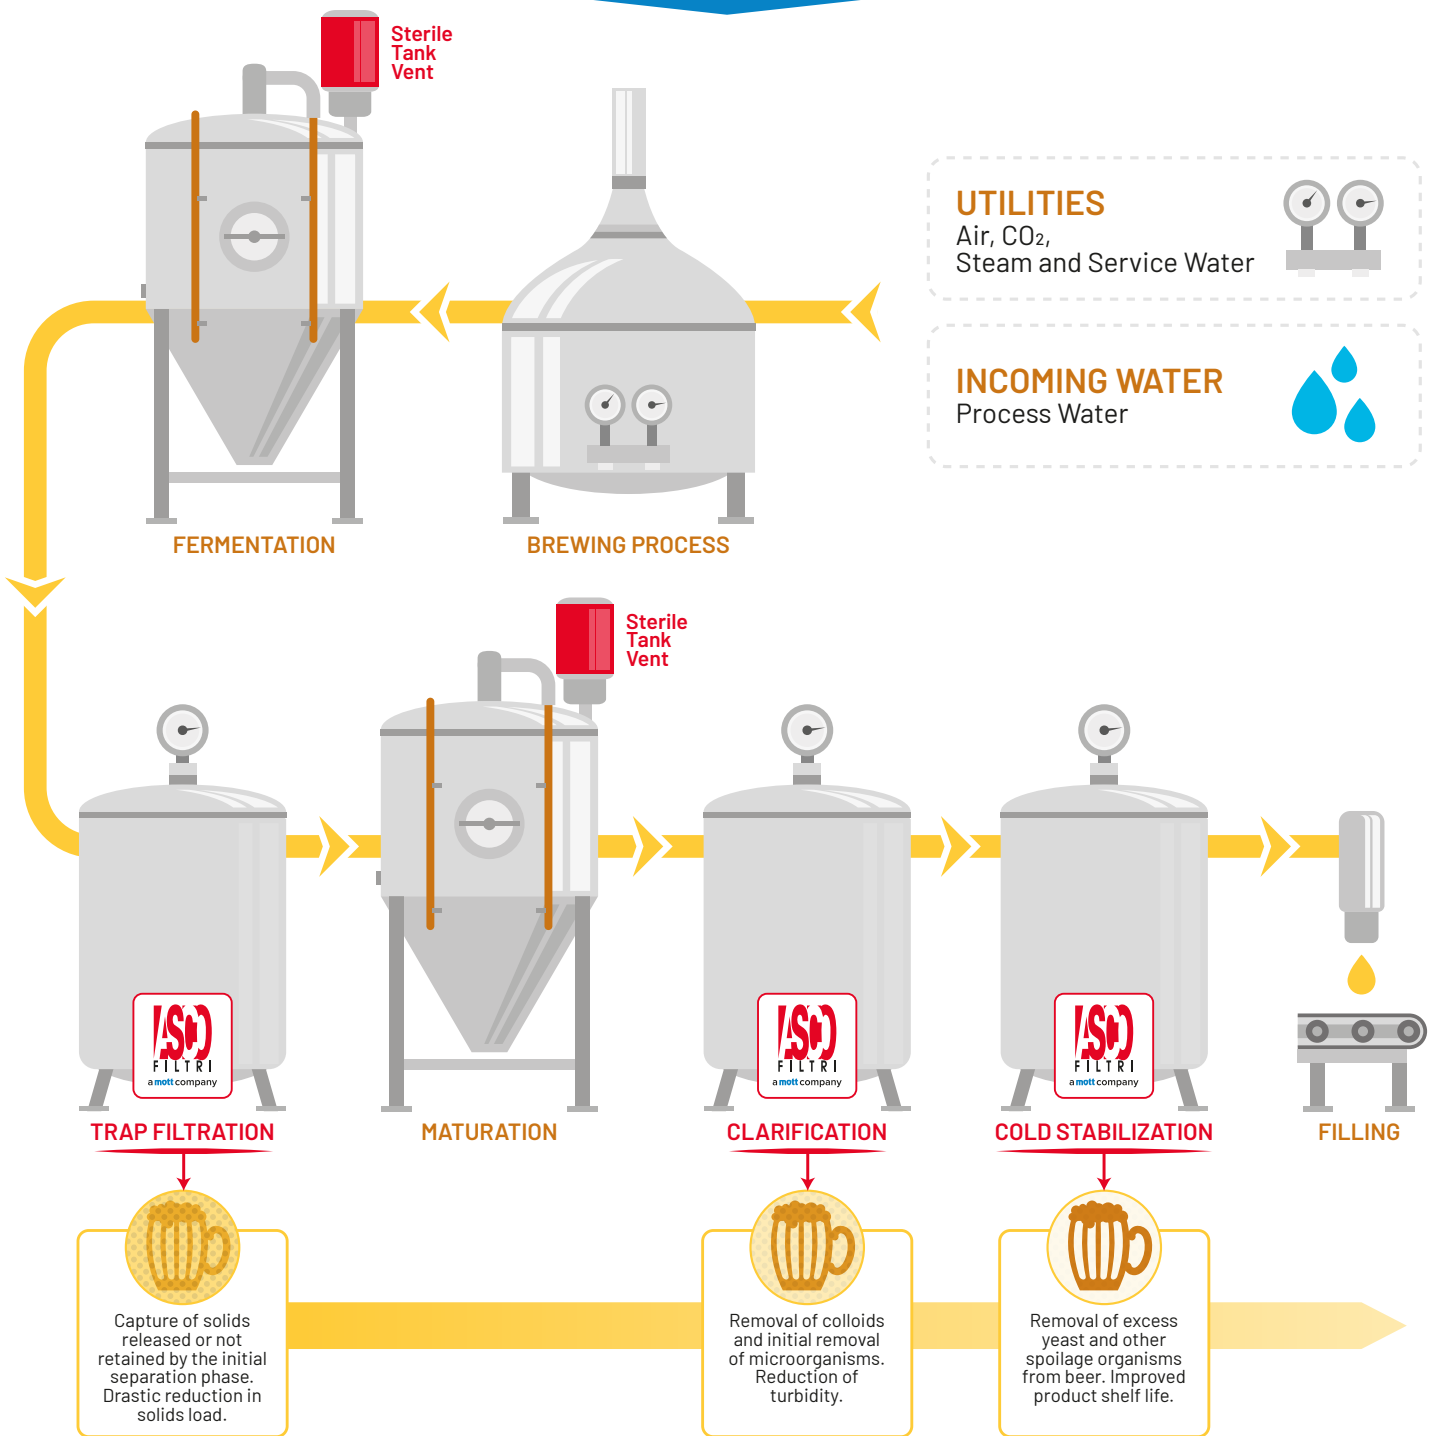 Sterile
Tank
Vent
UTILITIES
Air, CO₂,
Steam and Service Water
INCOMING WATER
Process Water
FERMENTATION
BREWING PROCESS
Sterile
Tank
Vent
ASCO
FILTRI
a mott company
ASCO
FILTRI
a mott company
ASCO
FILTRI
a mott company
TRAP FILTRATION
MATURATION
CLARIFICATION
COLD STABILIZATION
FILLING
Capture of solids
released or not
retained by the initial
separation phase.
Drastic reduction in
solids load.
Removal of colloids
and initial removal
of microorganisms.
Reduction of
turbidity.
Removal of excess
yeast and other
spoilage organisms
from beer. Improved
product shelf life.